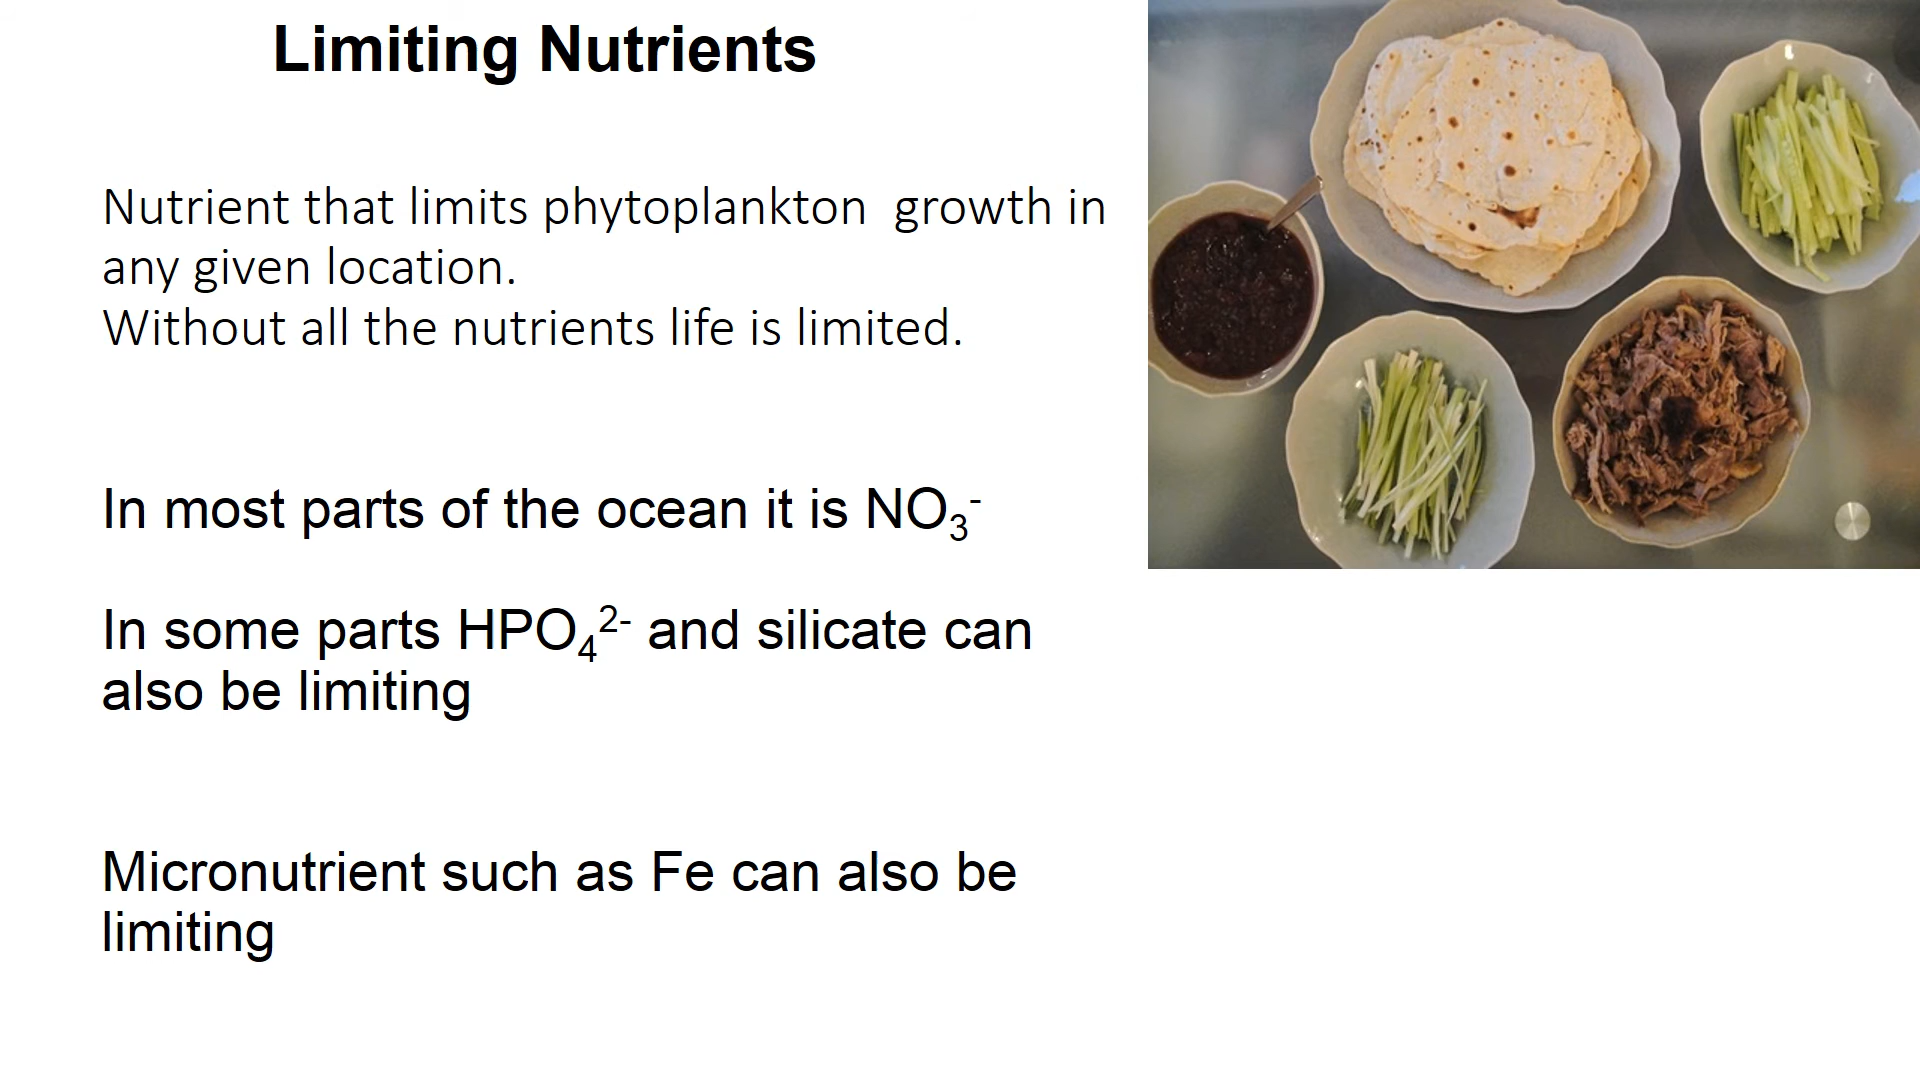 Limiting Nutrients
Nutrient that limits phytoplankton  growth in
any given location.
Without all the nutrients life is limited.
In most parts of the ocean it is NO₃⁻
In some parts HPO₄²⁻ and silicate can
also be limiting
Micronutrient such as Fe can also be
limiting